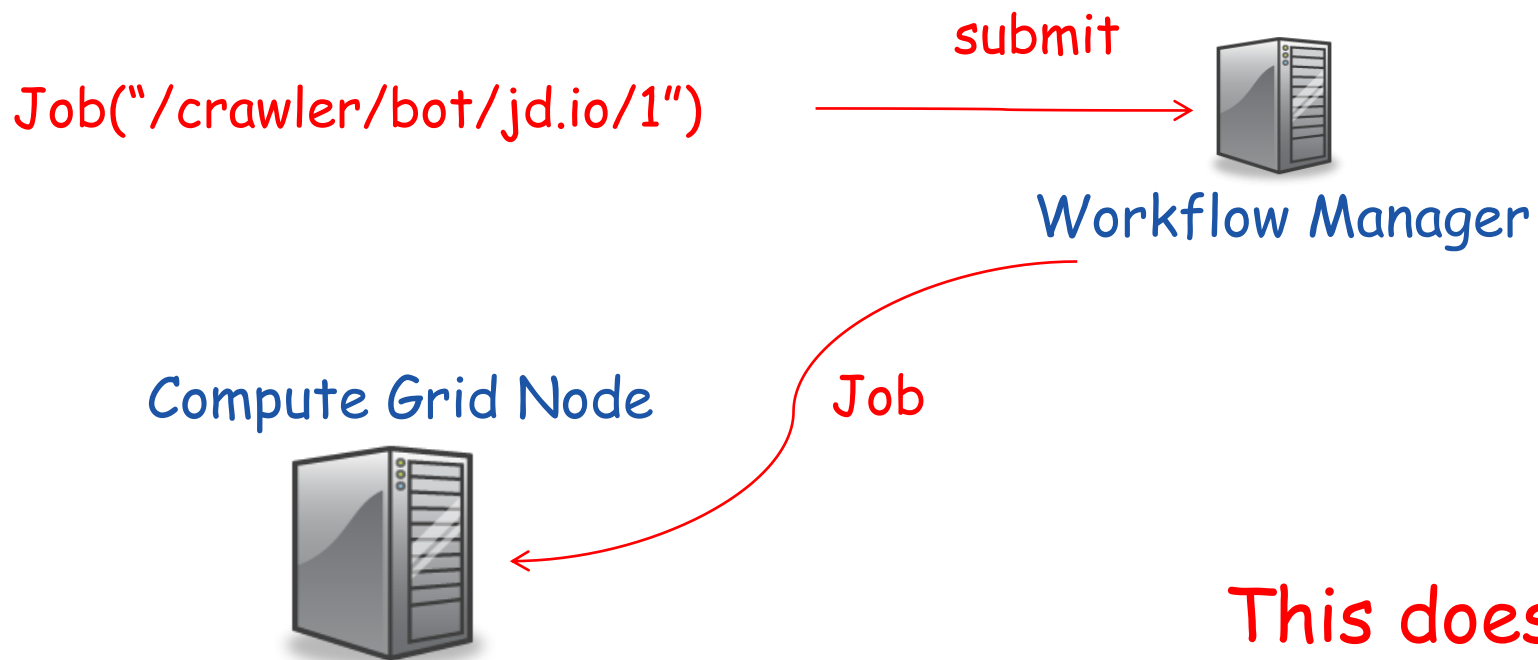 submit
Job(“/crawler/bot/jd.io/1”)
Workflow Manager
Compute Grid Node
Job
This does